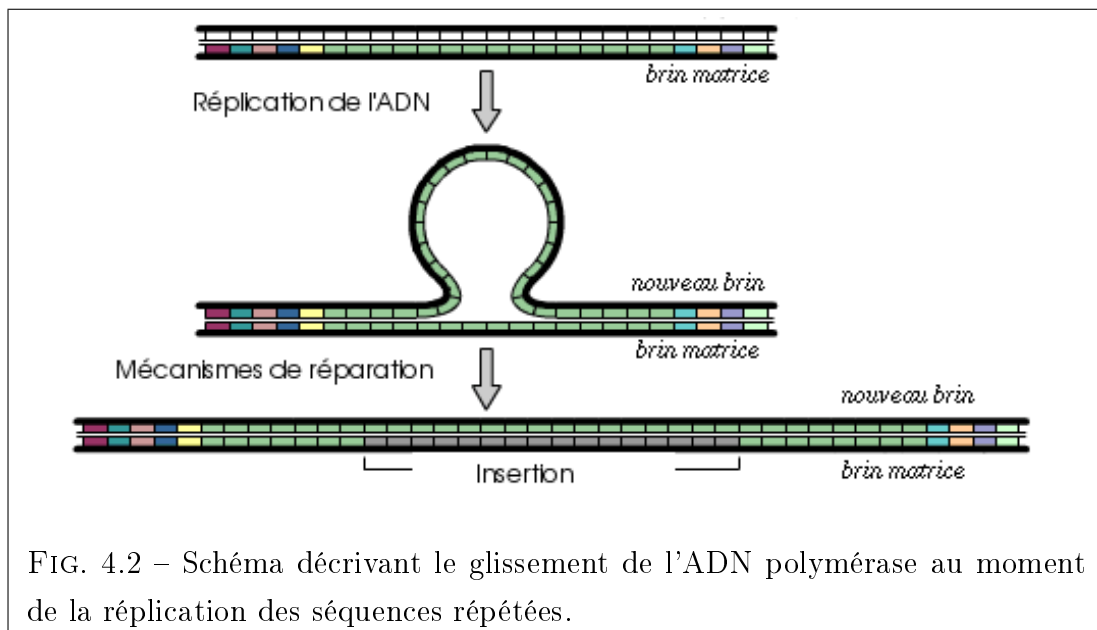 brin matrice
Réplication de l'ADN
nouveau brin
brin matrice
Mécanismes de réparation
nouveau brin
brin matrice
Insertion
FIG. 4.2 – Schéma décrivant le glissement de l'ADN polymérase au moment
de la réplication des séquences répétées.